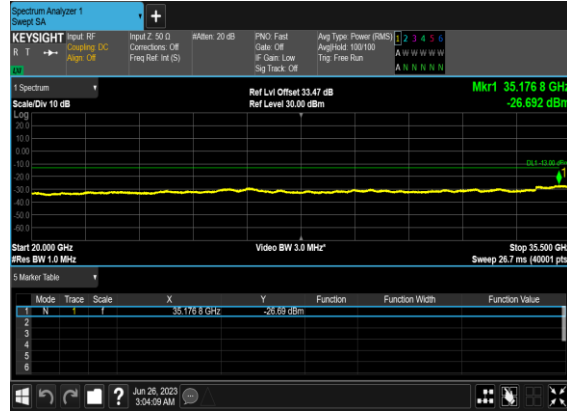 Spectrum Analyzer 1
Swept SA
+
KEYSIGHT
R T
LW
Input: RF
Coupling: DC
Align: Off
Input Z: 50 Ω
Corrections: Off
Freq Ref: Int (S)
#Atten: 20 dB
PNO: Fast
Gate: Off
IF Gain: Low
Sig Track: Off
Avg Type: Power (RMS)
Avg|Hold: 100/100
Trig: Free Run
1 2 3 4 5 6
A W W W W W
A N N N N N
1 Spectrum
Scale/Div 10 dB
Ref Lvl Offset 33.47 dB
Ref Level 30.00 dBm
Mkr1 35.176 8 GHz
-26.692 dBm
Log
20.0
10.0
0.00
-10.0
-20.0
-30.0
-40.0
-50.0
-60.0
DL1 -13.00 dBm
1
Start 20.000 GHz
#Res BW 1.0 MHz
Video BW 3.0 MHz*
Stop 35.500 GHz
Sweep 26.7 ms (40001 pts)
5 Marker Table
Mode Trace Scale X Y Function Function Width Function Value
1 N 1 f 35.176 8 GHz -26.69 dBm
2
3
4
5
6
?
Jun 26, 2023
3:04:09 AM